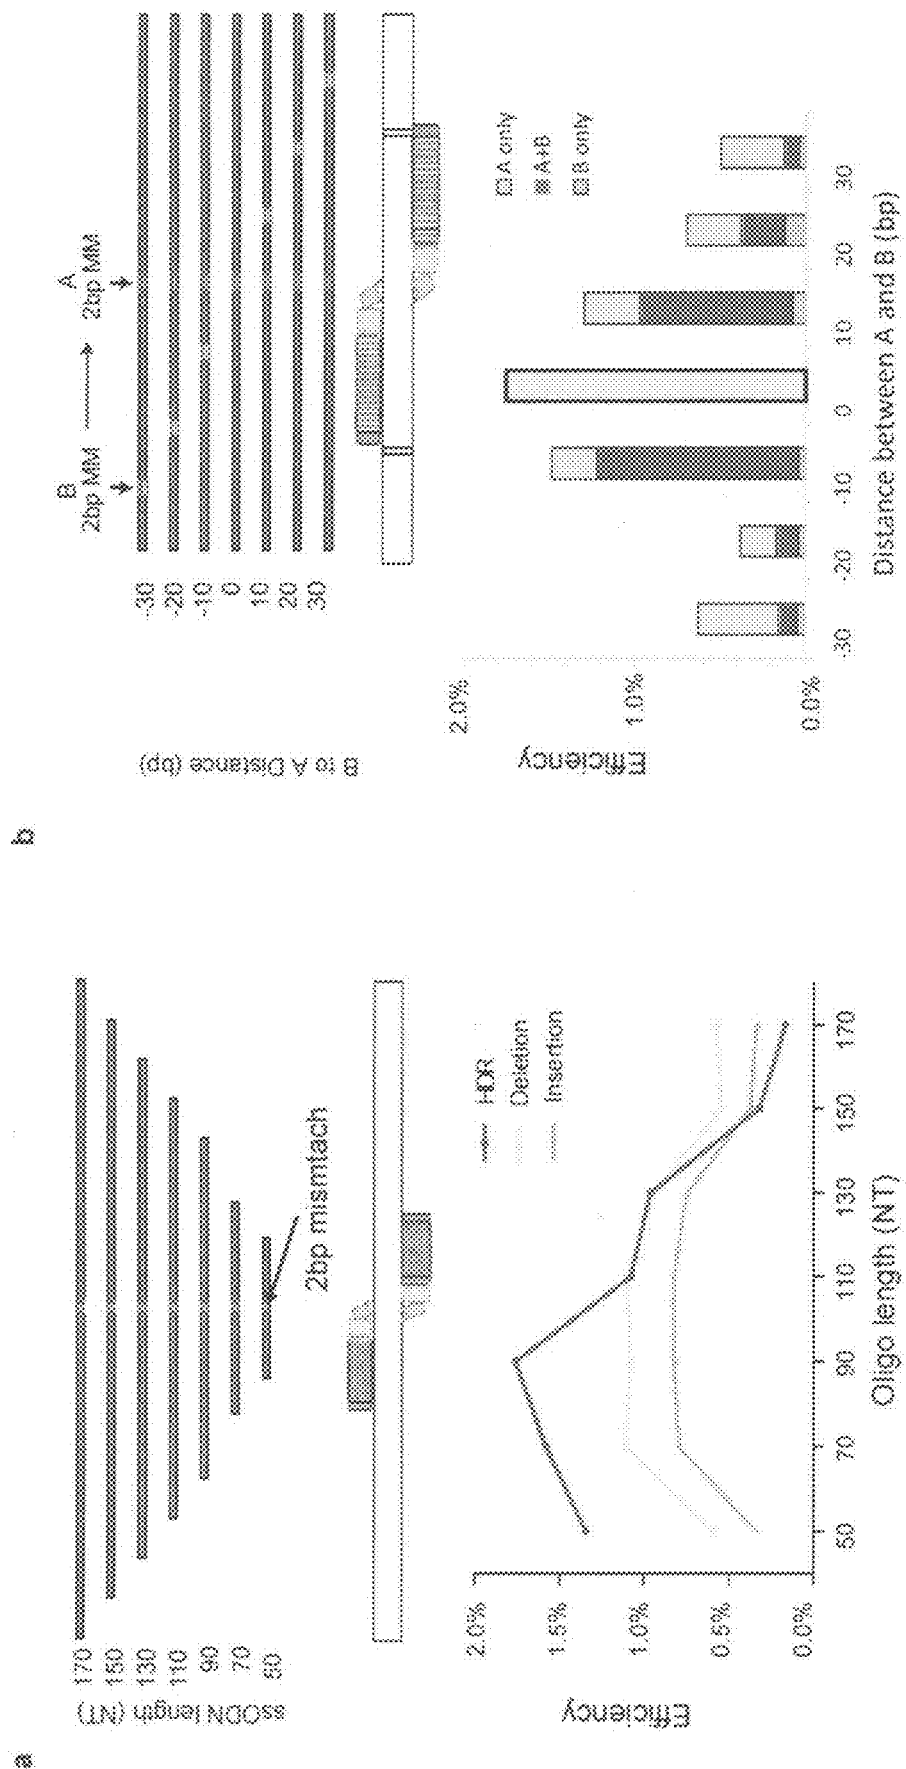 a
ssODN length (NT)
170
150
130
110
90
70
50
2bp mismtach
Efficiency
2.0%
1.5%
1.0%
0.5%
0.0%
HDR
Deletion
Insertion
50
70
90
110
130
150
170
Oligo length (NT)
b
B to A Distance (bp)
B
2bp MM
A
2bp MM
-30
-20
-10
0
10
20
30
Efficiency
2.0%
1.0%
0.0%
A only
A+B
B only
-30
-20
-10
0
10
20
30
Distance between A and B (bp)